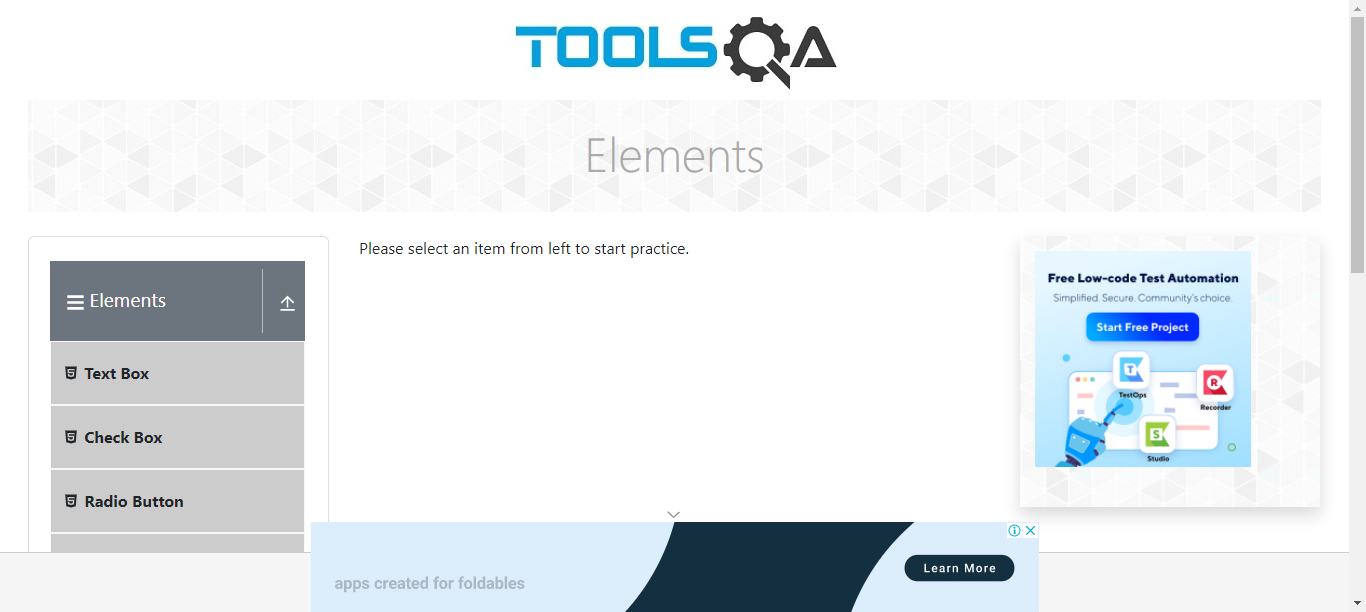 TOOLSQA
Elements
Elements
Text Box
Check Box
Radio Button
Please select an item from left to start practice.
Free Low-code Test Automation
Simplified. Secure. Community's choice.
Start Free Project
T
TestOps
R
Recorder
S
Studio
apps created for foldables
Learn More